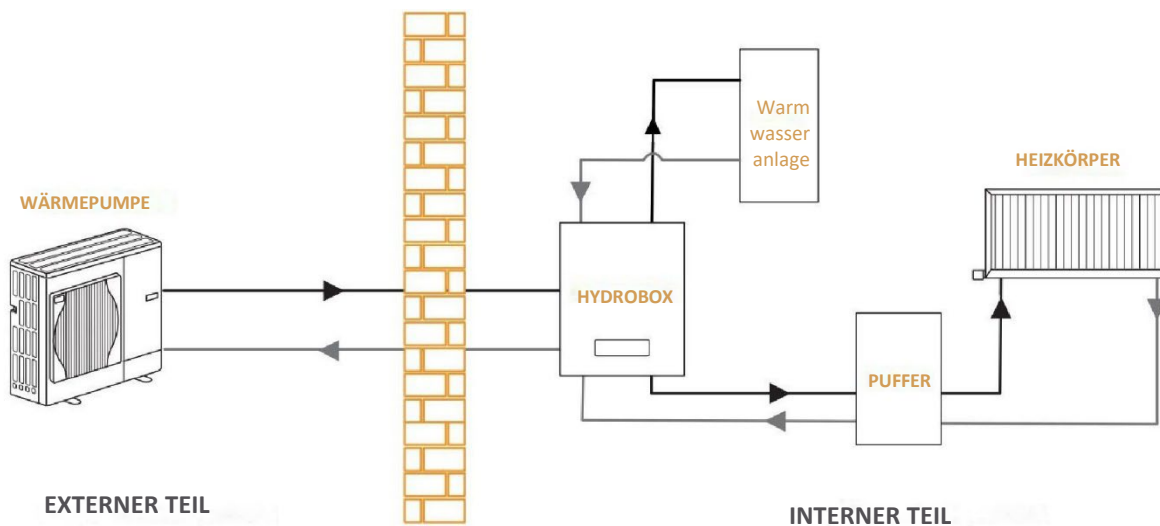 Warm
wasser
anlage
HEIZKÖRPER
WÄRMEPUMPE
HYDROBOX
PUFFER
EXTERNER TEIL
INTERNER TEIL